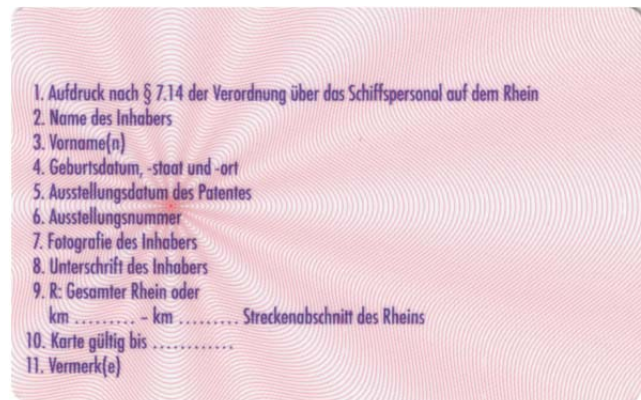 1. Aufdruck nach § 7.14 der Verordnung über das Schiffspersonal auf dem Rhein
2. Name des Inhabers
3. Vorname(n)
4. Geburtsdatum, -staat und -ort
5. Ausstellungsdatum des Patentes
6. Ausstellungsnummer
7. Fotografie des Inhabers
8. Unterschrift des Inhabers
9. R: Gesamter Rhein oder
km ......... – km ......... Streckenabschnitt des Rheins
10. Karte gültig bis ............
11. Vermerk(e)